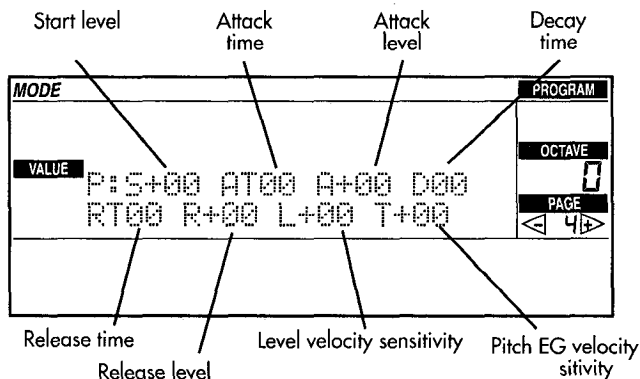 Start level
Attack
time
Attack
level
Decay
time
MODE
PROGRAM
OCTAVE
0
VALUE
P:S+00 AT00 A+00 D00
RT00 R+00 L+00 T+00
PAGE
- 4 +
Release time
Release level
Level velocity sensitivity
Pitch EG velocity
sitivity